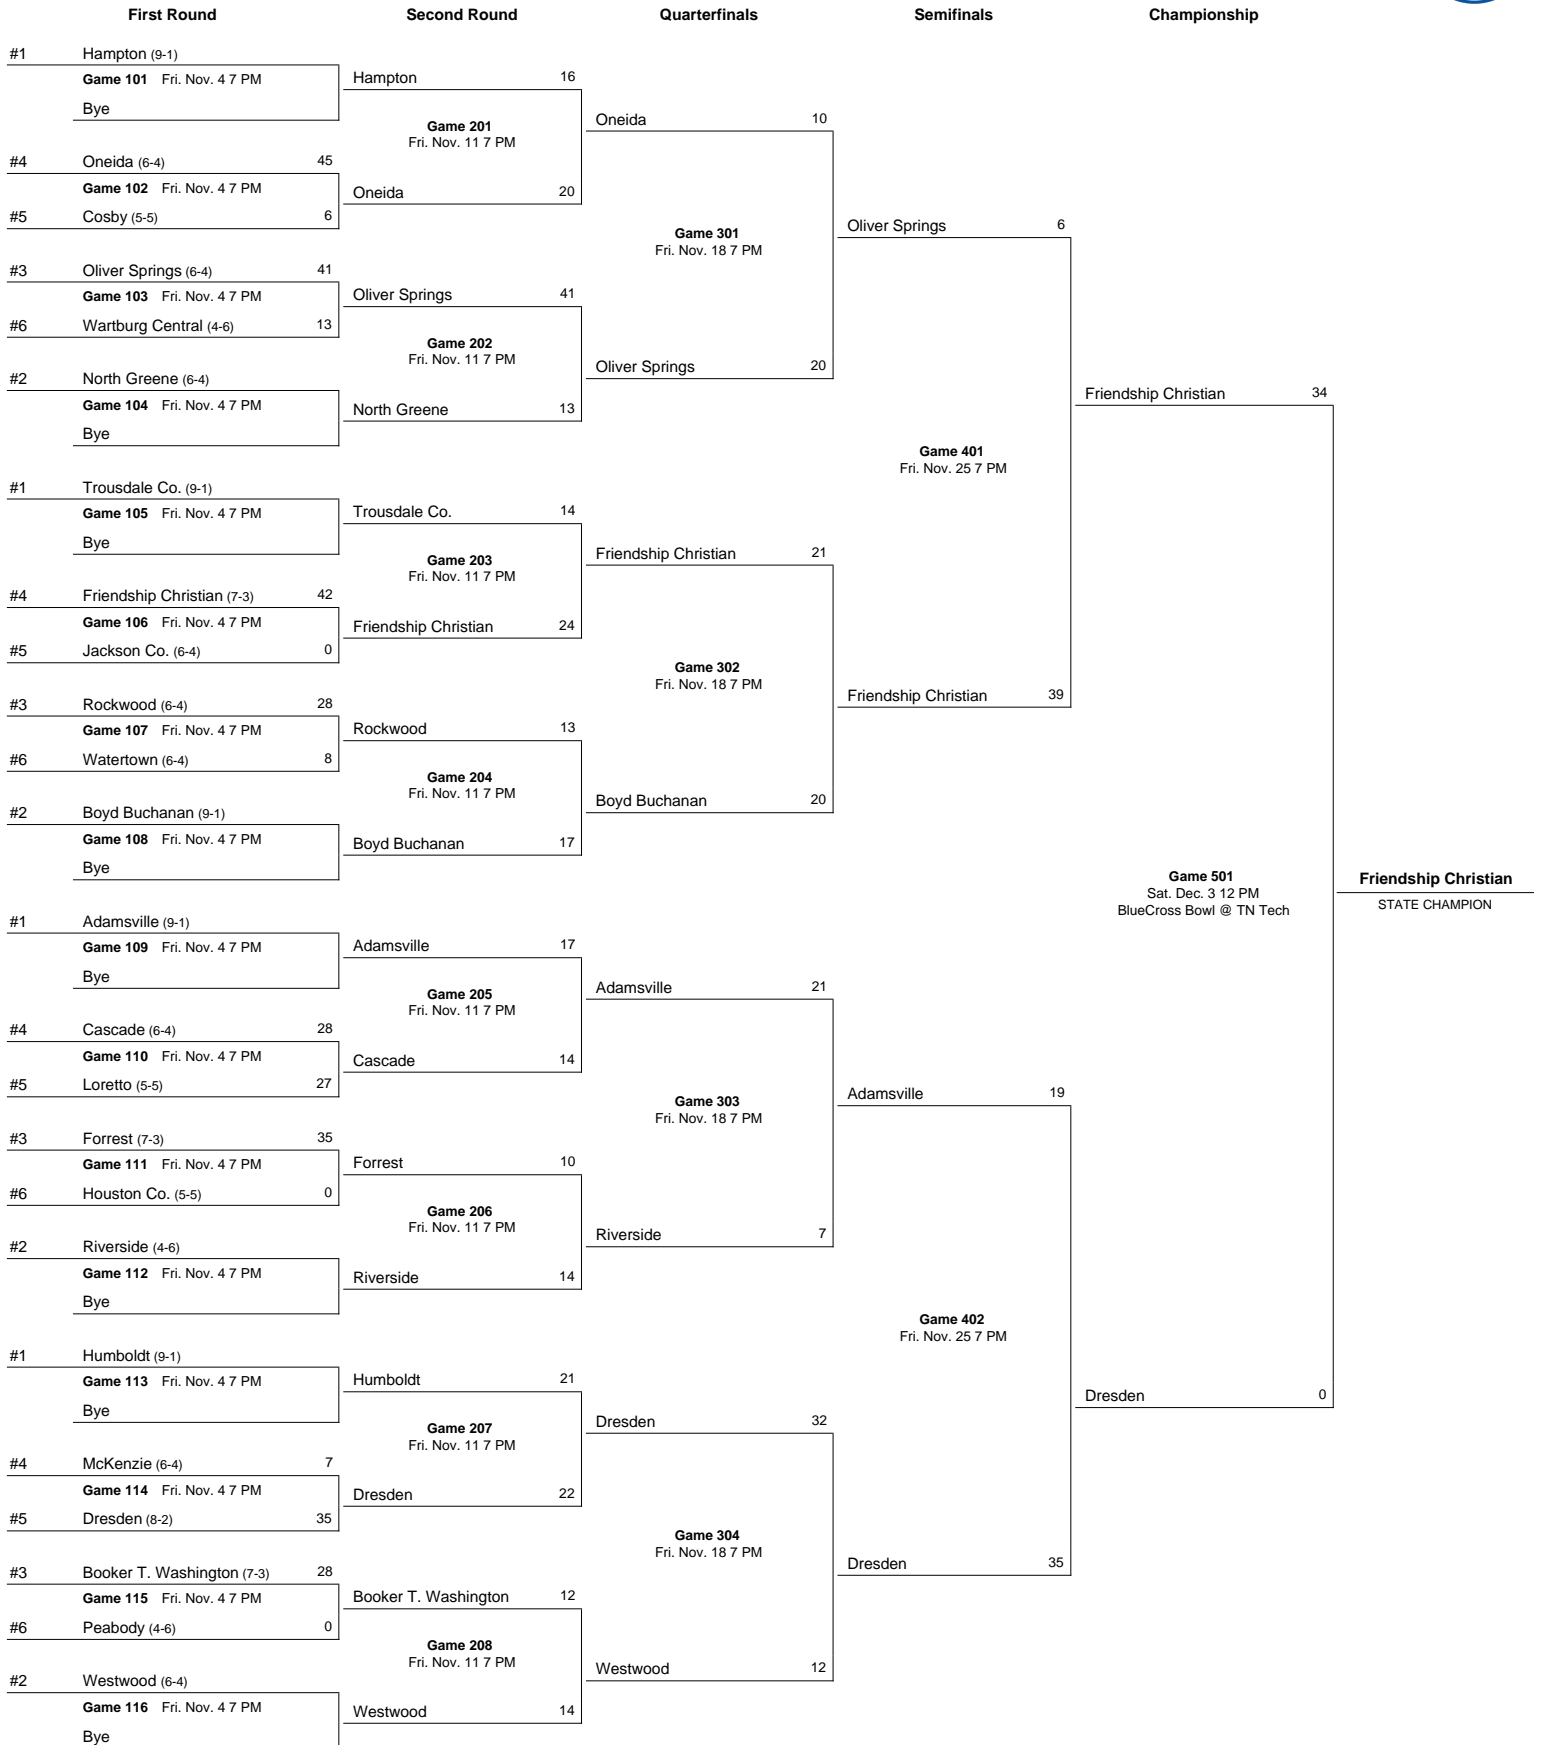 First Round Second Round Quarterfinals Semifinals Championship
#1 Hampton (9-1)
Game 101 Fri. Nov. 4 7 PM
Bye
#4 Oneida (6-4) 45
Game 102 Fri. Nov. 4 7 PM
#5 Cosby (5-5) 6
#3 Oliver Springs (6-4) 41
Game 103 Fri. Nov. 4 7 PM
#6 Wartburg Central (4-6) 13
#2 North Greene (6-4)
Game 104 Fri. Nov. 4 7 PM
Bye
#1 Trousdale Co. (9-1)
Game 105 Fri. Nov. 4 7 PM
Bye
#4 Friendship Christian (7-3) 42
Game 106 Fri. Nov. 4 7 PM
#5 Jackson Co. (6-4) 0
#3 Rockwood (6-4) 28
Game 107 Fri. Nov. 4 7 PM
#6 Watertown (6-4) 8
#2 Boyd Buchanan (9-1)
Game 108 Fri. Nov. 4 7 PM
Bye
#1 Adamsville (9-1)
Game 109 Fri. Nov. 4 7 PM
Bye
#4 Cascade (6-4) 28
Game 110 Fri. Nov. 4 7 PM
#5 Loretto (5-5) 27
#3 Forrest (7-3) 35
Game 111 Fri. Nov. 4 7 PM
#6 Houston Co. (5-5) 0
#2 Riverside (4-6)
Game 112 Fri. Nov. 4 7 PM
Bye
#1 Humboldt (9-1)
Game 113 Fri. Nov. 4 7 PM
Bye
#4 McKenzie (6-4) 7
Game 114 Fri. Nov. 4 7 PM
#5 Dresden (8-2) 35
#3 Booker T. Washington (7-3) 28
Game 115 Fri. Nov. 4 7 PM
#6 Peabody (4-6) 0
#2 Westwood (6-4)
Game 116 Fri. Nov. 4 7 PM
Bye
Hampton 16
Game 201
Fri. Nov. 11 7 PM
Oneida 20
Oliver Springs 41
Game 202
Fri. Nov. 11 7 PM
North Greene 13
Trousdale Co. 14
Game 203
Fri. Nov. 11 7 PM
Friendship Christian 24
Rockwood 13
Game 204
Fri. Nov. 11 7 PM
Boyd Buchanan 17
Adamsville 17
Game 205
Fri. Nov. 11 7 PM
Cascade 14
Forrest 10
Game 206
Fri. Nov. 11 7 PM
Riverside 14
Humboldt 21
Game 207
Fri. Nov. 11 7 PM
Dresden 22
Booker T. Washington 12
Game 208
Fri. Nov. 11 7 PM
Westwood 14
Oneida 10
Game 301
Fri. Nov. 18 7 PM
Oliver Springs 20
Friendship Christian 21
Game 302
Fri. Nov. 18 7 PM
Boyd Buchanan 20
Adamsville 21
Game 303
Fri. Nov. 18 7 PM
Riverside 7
Dresden 32
Game 304
Fri. Nov. 18 7 PM
Westwood 12
Oliver Springs 6
Game 401
Fri. Nov. 25 7 PM
Friendship Christian 39
Adamsville 19
Game 402
Fri. Nov. 25 7 PM
Dresden 35
Friendship Christian 34
Game 501
Sat. Dec. 3 12 PM
BlueCross Bowl @ TN Tech
Dresden 0
Friendship Christian
STATE CHAMPION